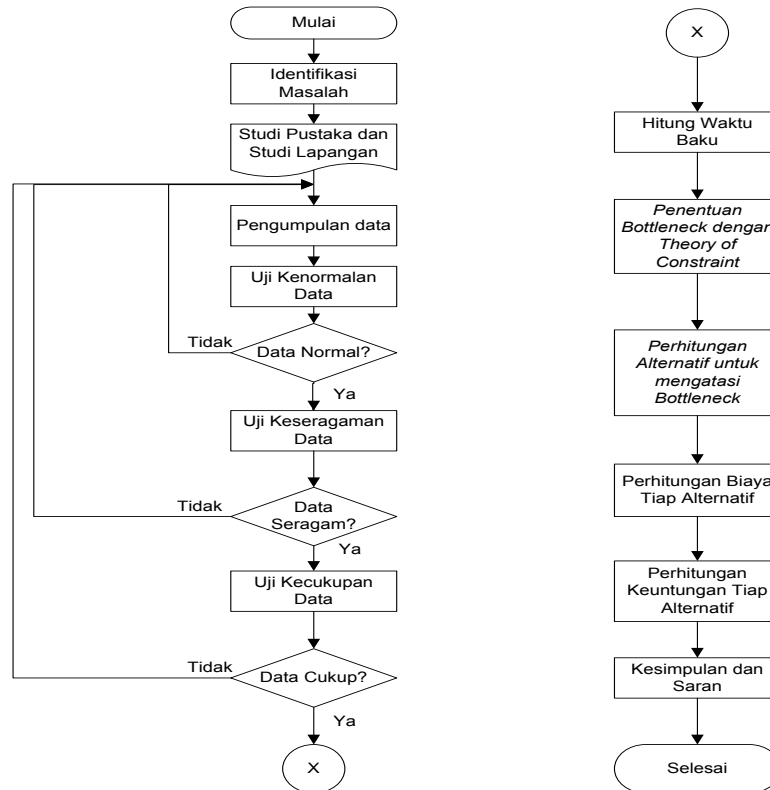 Mulai
Identifikasi
Masalah
Studi Pustaka dan
Studi Lapangan
Pengumpulan data
Uji Kenormalan
Data
Tidak
Data Normal?
Ya
Uji Keseragaman
Data
Tidak
Data
Seragam?
Ya
Uji Kecukupan
Data
Tidak
Data Cukup?
Ya
X
X
Hitung Waktu
Baku
Penentuan
Bottleneck dengan
Theory of
Constraint
Perhitungan
Alternatif untuk
mengatasi
Bottleneck
Perhitungan Biaya
Tiap Alternatif
Perhitungan
Keuntungan Tiap
Alternatif
Kesimpulan dan
Saran
Selesai